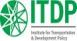 ITDP
Institute for Transportation
& Development Policy